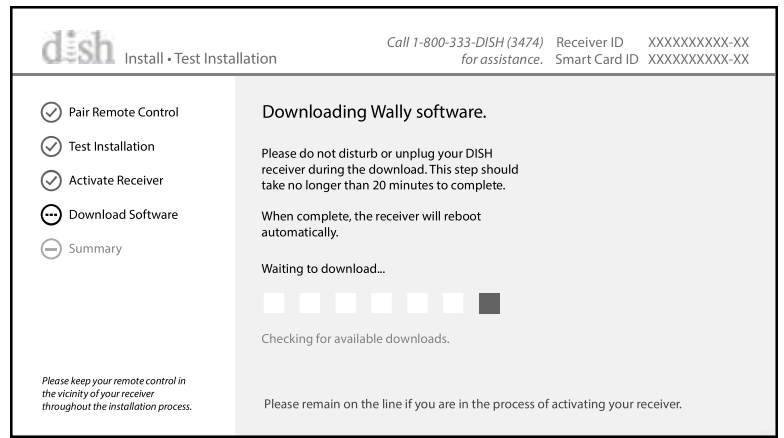 dish Install • Test Installation
Call 1-800-333-DISH (3474) Receiver ID XXXXXXXXXX-XX
for assistance. Smart Card ID XXXXXXXXXX-XX
Pair Remote Control
Test Installation
Activate Receiver
Download Software
Summary
Please keep your remote control in
the vicinity of your receiver
throughout the installation process.
Downloading Wally software.
Please do not disturb or unplug your DISH
receiver during the download. This step should
take no longer than 20 minutes to complete.
When complete, the receiver will reboot
automatically.
Waiting to download...
Checking for available downloads.
Please remain on the line if you are in the process of activating your receiver.